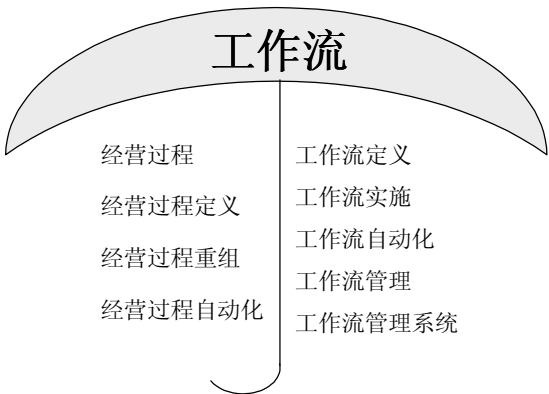 工作流
经营过程
经营过程定义
经营过程重组
经营过程自动化
工作流定义
工作流实施
工作流自动化
工作流管理
工作流管理系统